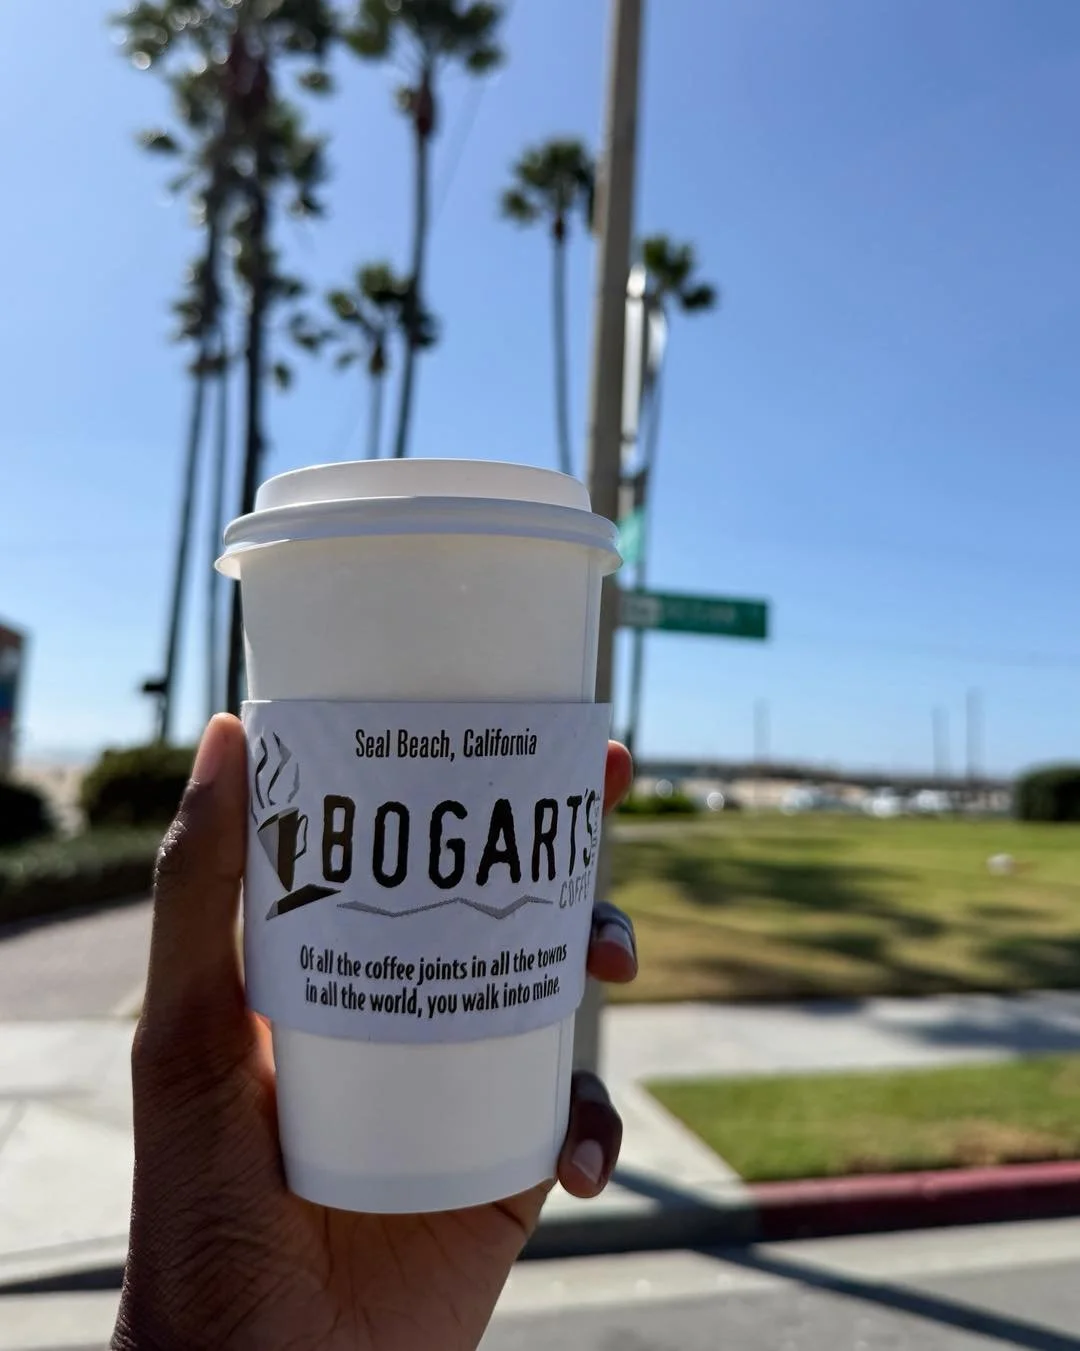 Seal Beach, California
BOGART'S
COFFEE
Of all the coffee joints in all the towns
in all the world, you walk into mine.